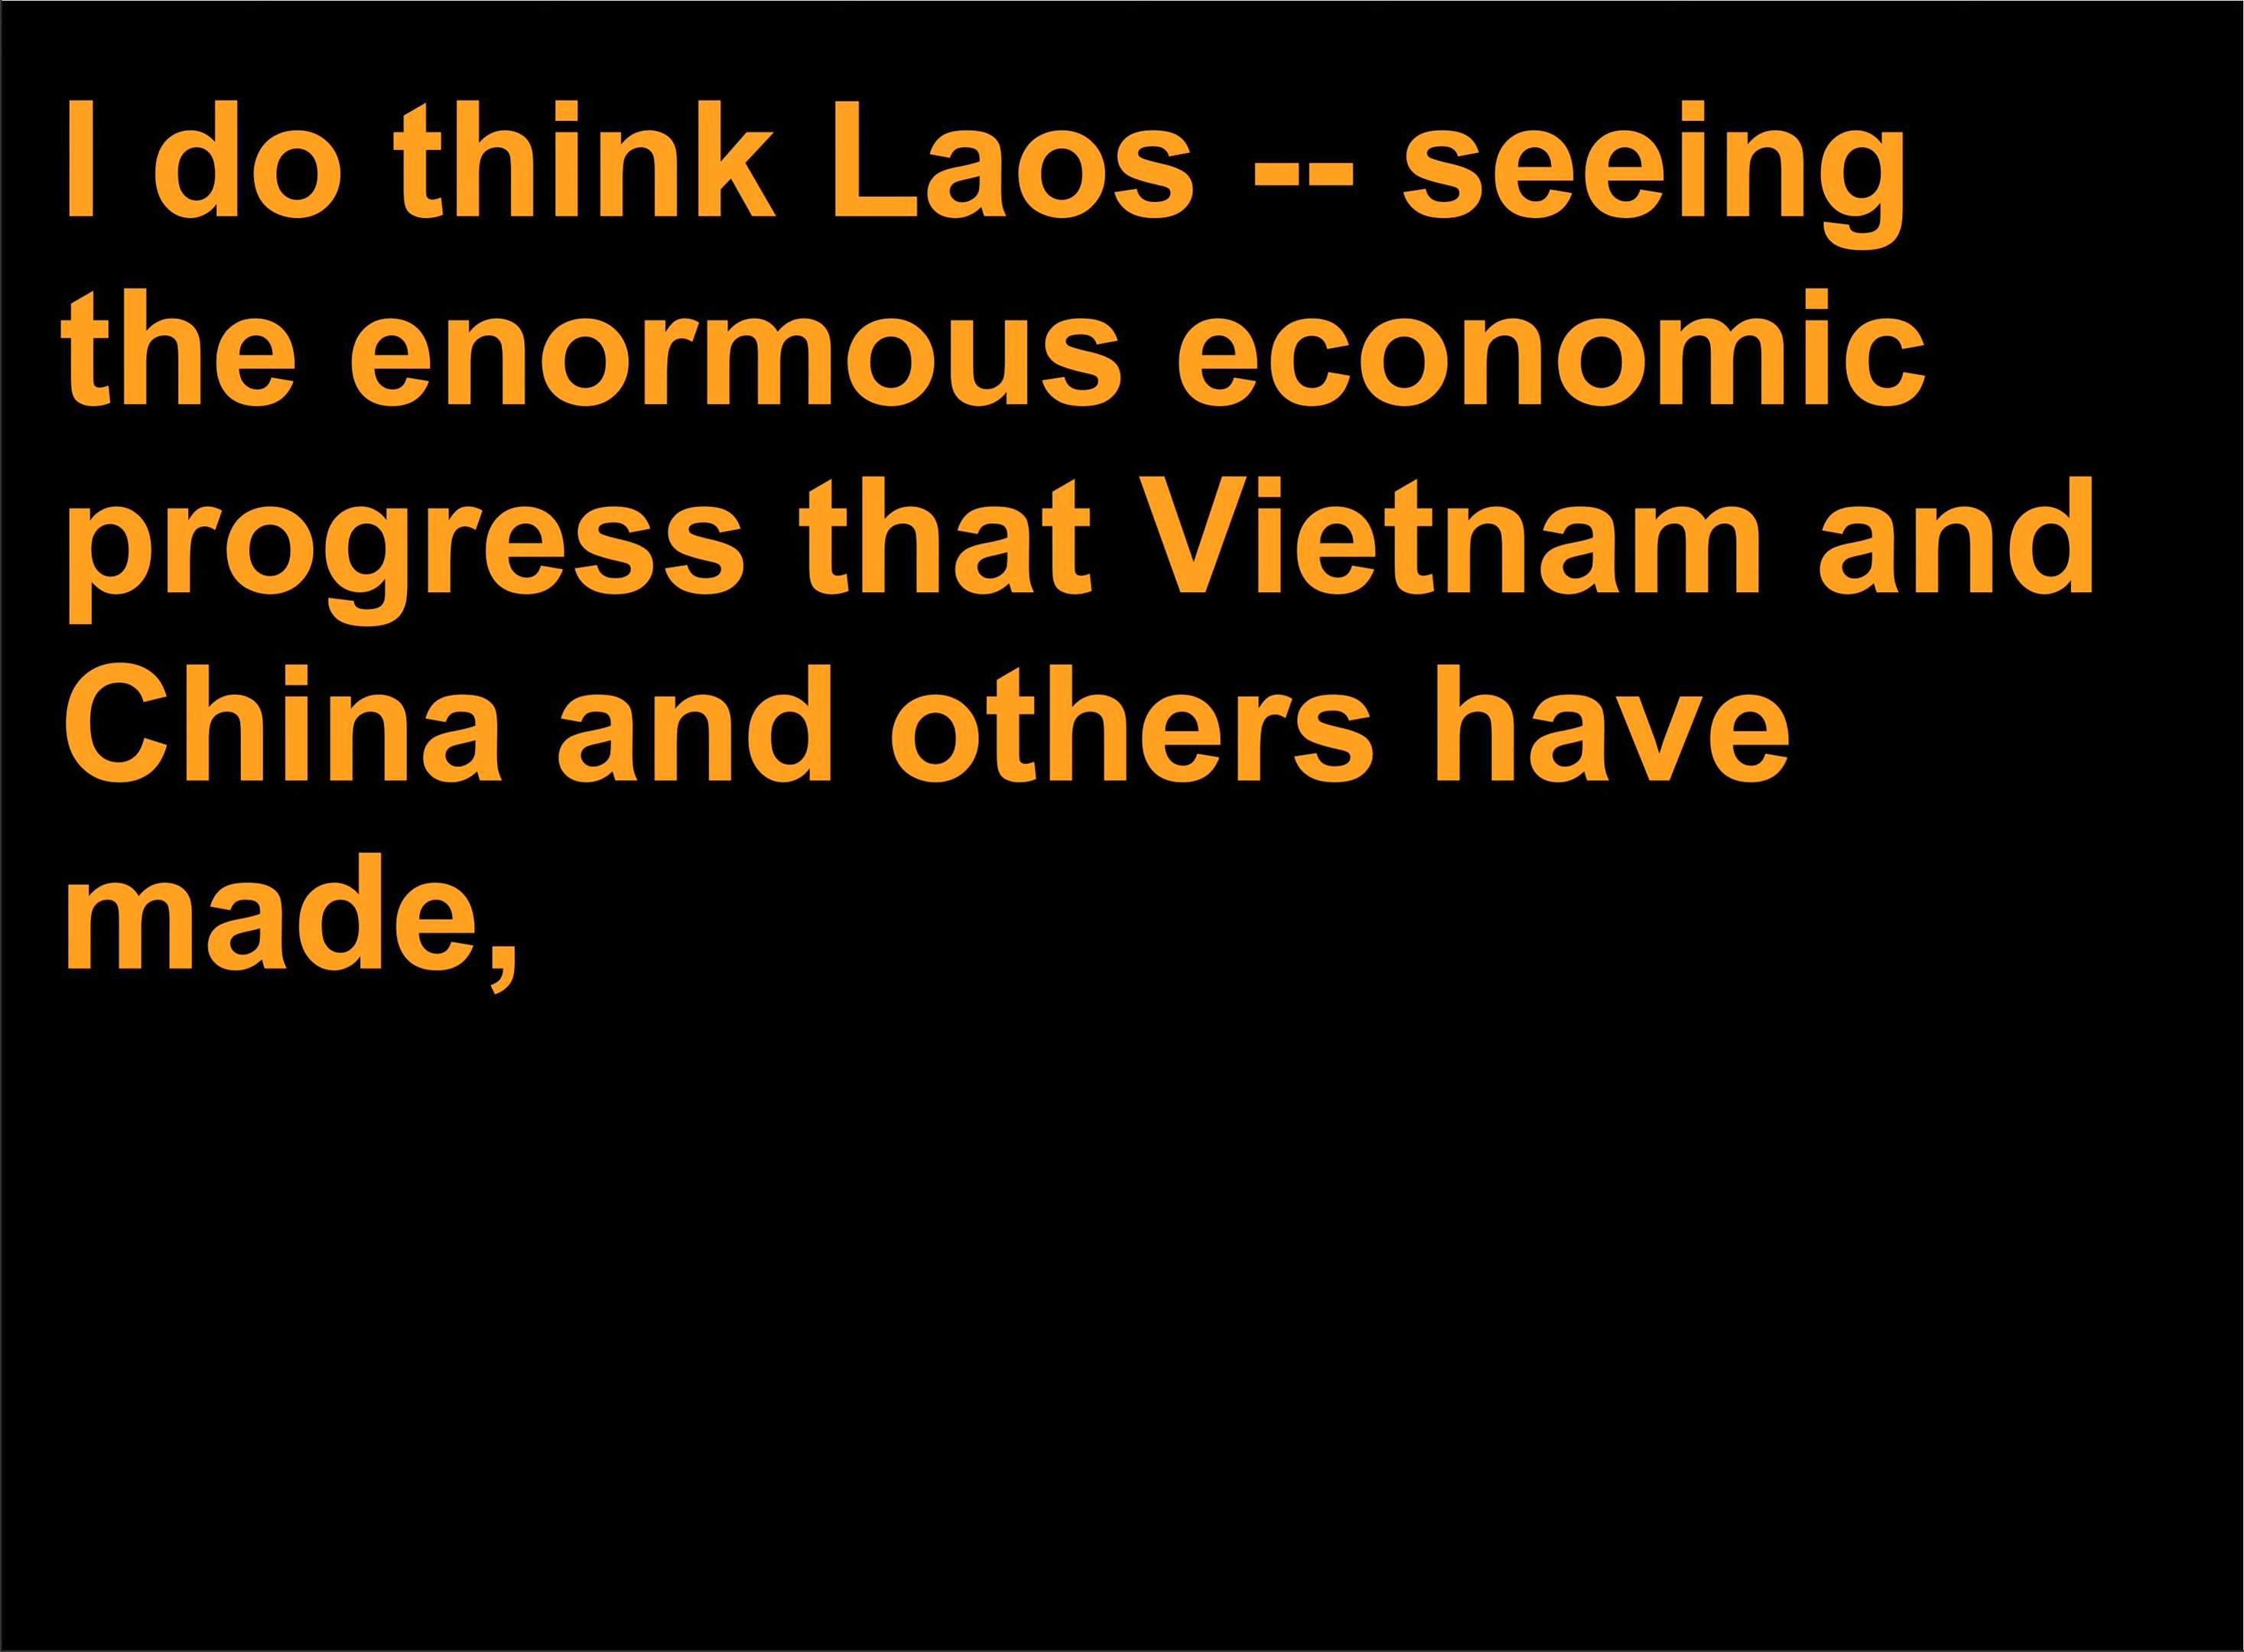 I do think Laos -- seeing
the enormous economic
progress that Vietnam and
China and others have
made,